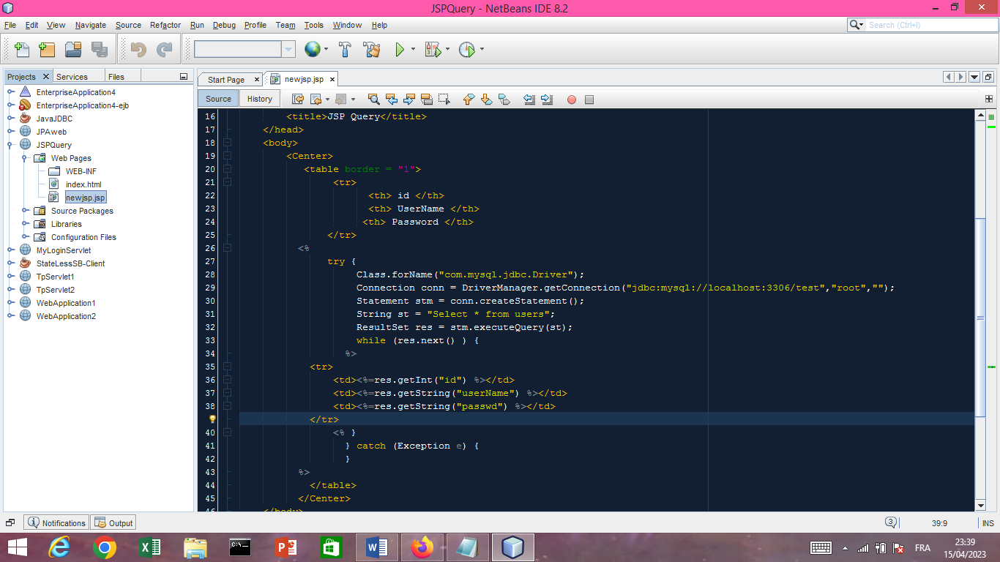 JSPQuery - NetBeans IDE 8.2
File Edit View Navigate Source Refactor Run Debug Profile Team Tools Window Help
Search (Ctrl+I)
Projects X Services Files
Start Page x newjsp.jsp x
Source History
EnterpriseApplication4
EnterpriseApplication4-ejb
JavaJDBC
JPAweb
JSPQuery
Web Pages
WEB-INF
index.html
newjsp.jsp
Source Packages
Libraries
Configuration Files
MyLoginServlet
StateLessSB-Client
TpServlet1
TpServlet2
WebApplication1
WebApplication2
16 <title>JSP Query</title>
17 </head>
18 <body>
19 <Center>
20 <table border = "1">
21 <tr>
22 <th> id </th>
23 <th> UserName </th>
24 <th> Password </th>
25 </tr>
26 <%
27 try {
28 Class.forName("com.mysql.jdbc.Driver");
29 Connection conn = DriverManager.getConnection("jdbc:mysql://localhost:3306/test","root","");
30 Statement stm = conn.createStatement();
31 String st = "Select * from users";
32 ResultSet res = stm.executeQuery(st);
33 while (res.next() ) {
34 %>
35 <tr>
36 <td><%=res.getInt("id") %></td>
37 <td><%=res.getString("userName") %></td>
38 <td><%=res.getString("passwd") %></td>
</tr>
40 <% }
41 } catch (Exception e) {
42 }
43 %>
44 </table>
45 </Center>
46 </body>
Notifications Output
3 39:9 INS
FRA
23:39
15/04/2023